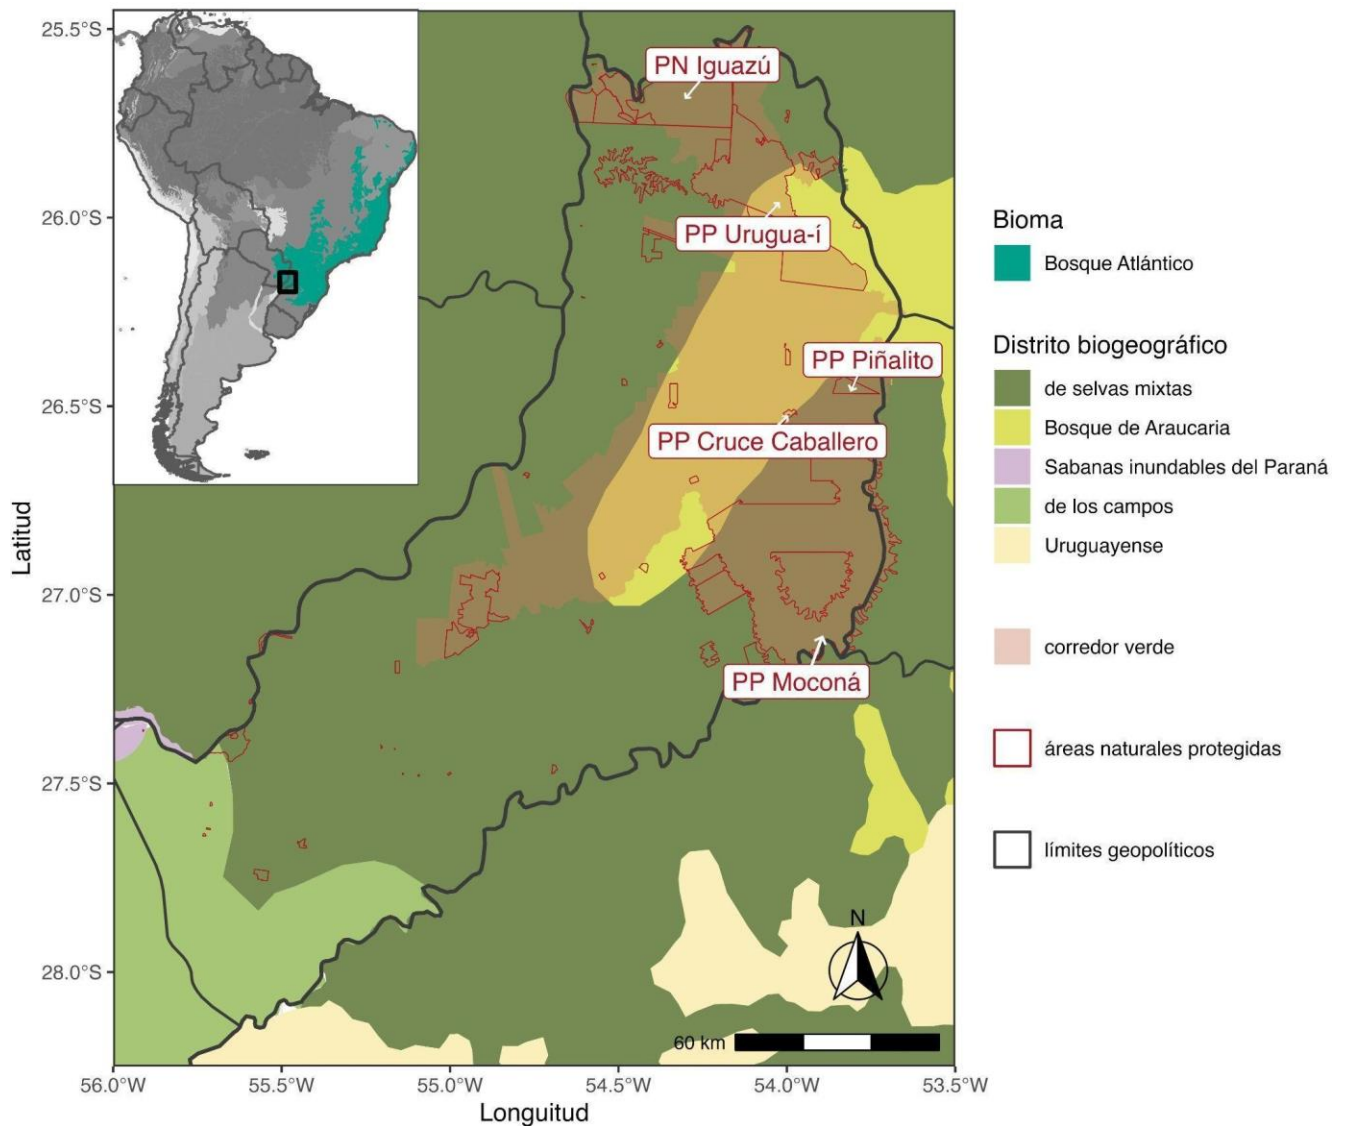 25.5°S
26.0°S
26.5°S
27.0°S
27.5°S
28.0°S
Latitud
PN Iguazú
PP Urugua-í
PP Piñalito
PP Cruce Caballero
PP Moconá
N
60 km
56.0°W
55.5°W
55.0°W
54.5°W
54.0°W
53.5°W
Longuitud
Bioma
Bosque Atlántico
Distrito biogeográfico
de selvas mixtas
Bosque de Araucaria
Sabanas inundables del Paraná
de los campos
Uruguayense
corredor verde
áreas naturales protegidas
límites geopolíticos